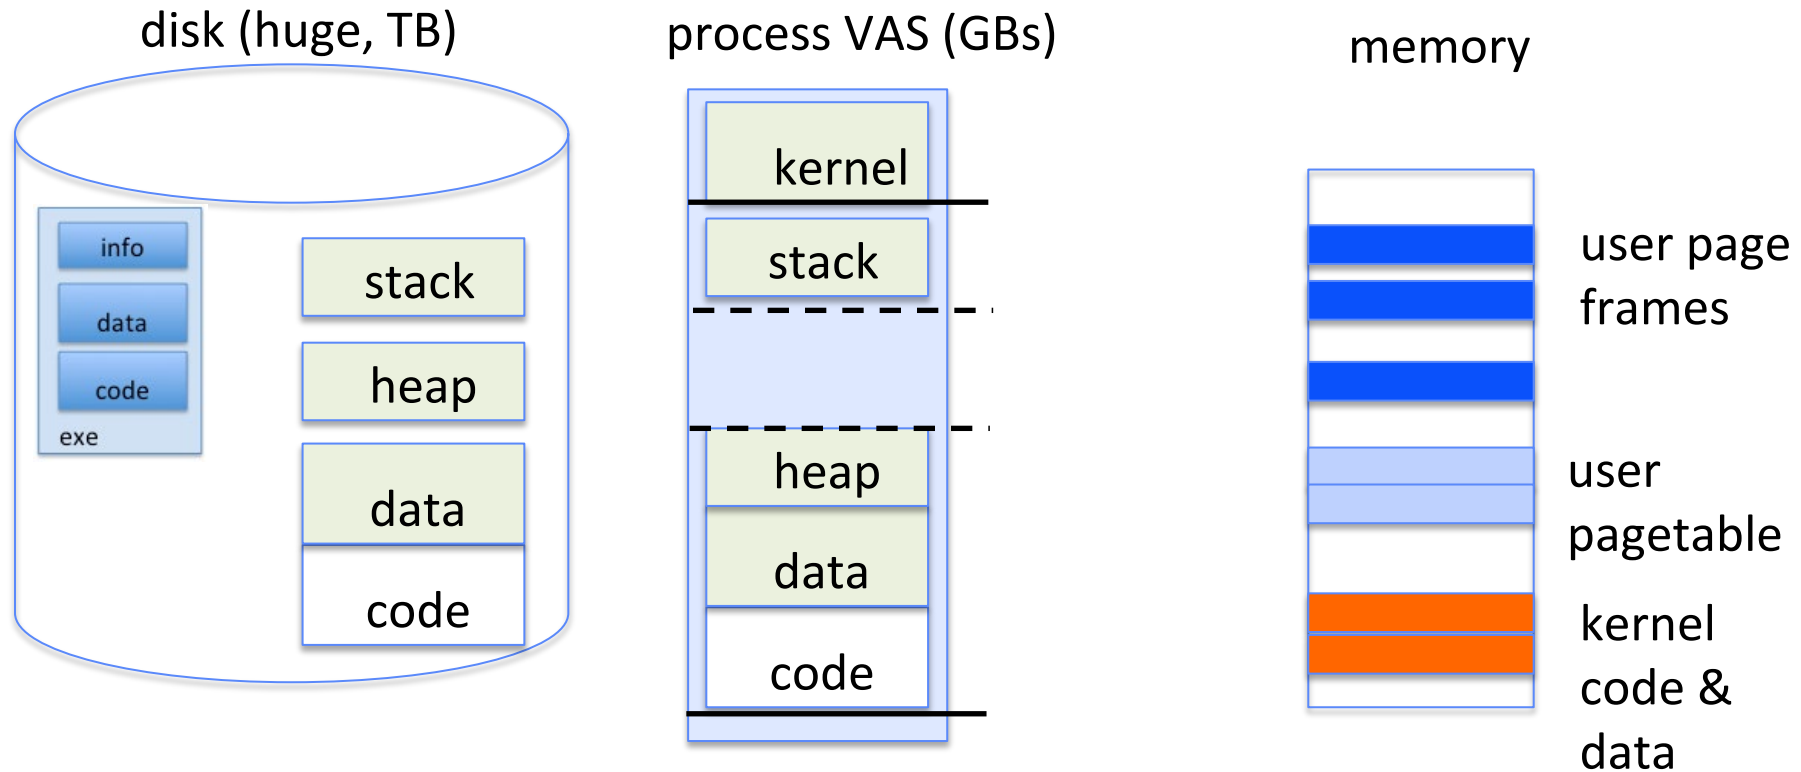 disk (huge, TB)
info
data
code
exe
stack
heap
data
code
process VAS (GBs)
kernel
stack
heap
data
code
memory
user page
frames
user
pagetable
kernel
code &
data